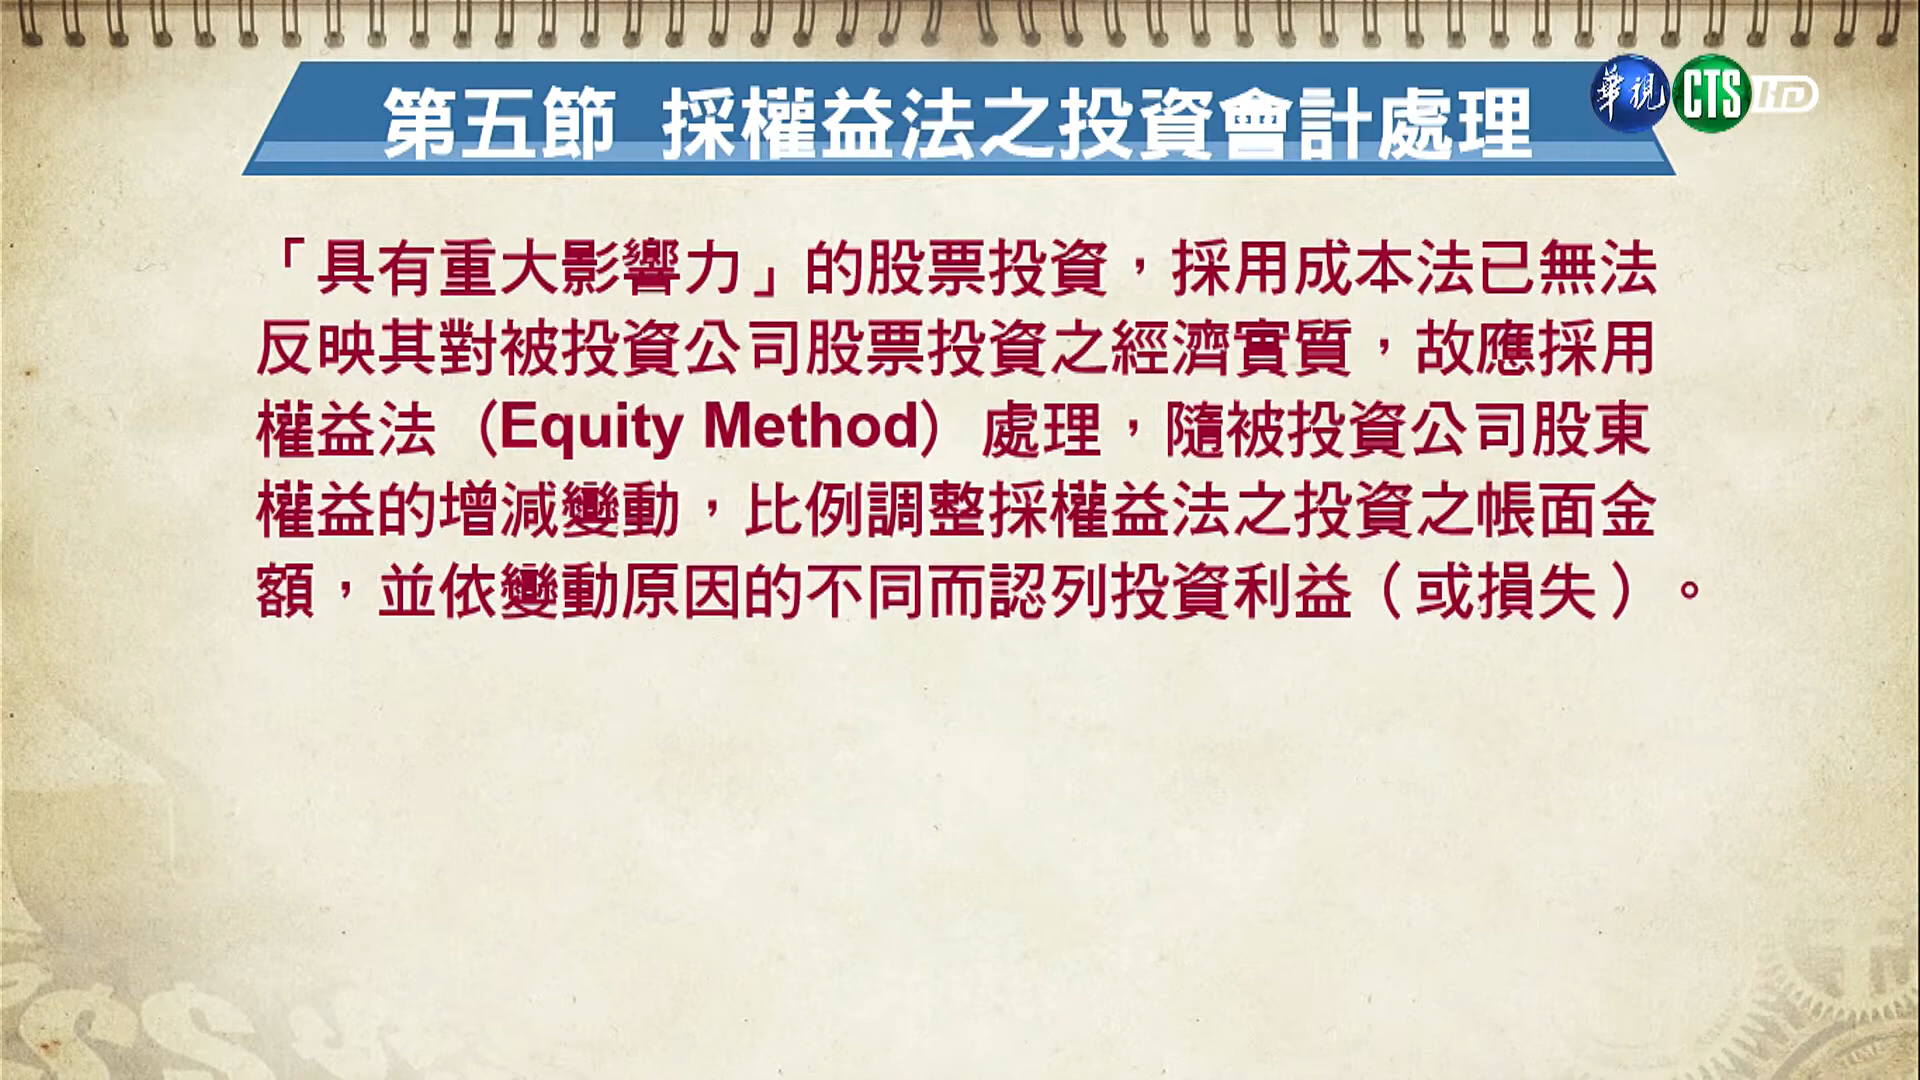 第五節 採權益法之投資會計處理
華視 CTS HD
「具有重大影響力」的股票投資，採用成本法已無法
反映其對被投資公司股票投資之經濟實質，故應採用
權益法（Equity Method）處理，隨被投資公司股東
權益的增減變動，比例調整採權益法之投資之帳面金
額，並依變動原因的不同而認列投資利益（或損失）。